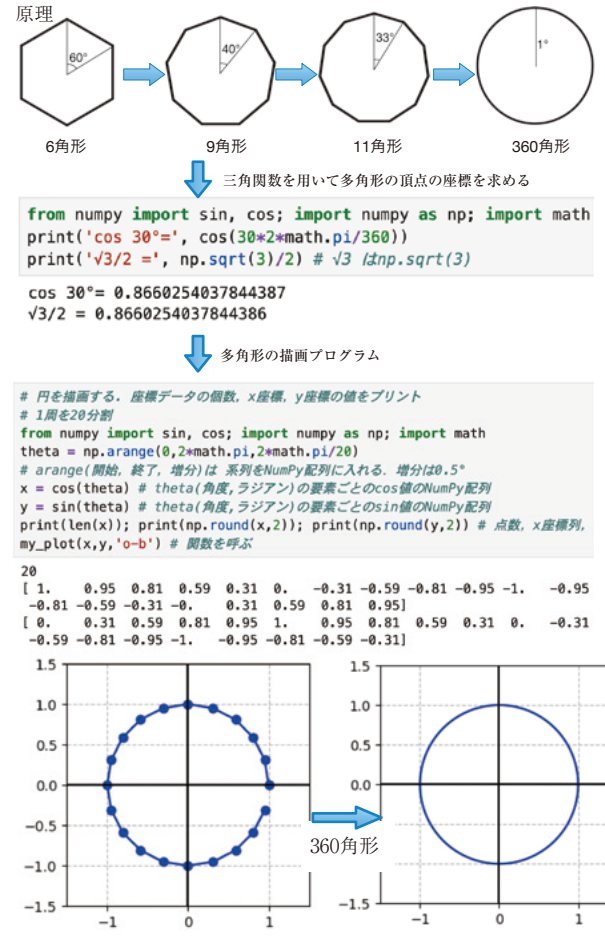 原理
60°
40°
33°
1°
6角形
9角形
11角形
360角形
三角関数を用いて多角形の頂点の座標を求める
from numpy import sin, cos; import numpy as np; import math
print('cos 30°=', cos(30*2*math.pi/360))
print('√3/2 =', np.sqrt(3)/2) # √3 はnp.sqrt(3)
cos 30°= 0.8660254037844387
√3/2 = 0.8660254037844386
多角形の描画プログラム
# 円を描画する. 座標データの個数, x座標, y座標の値をプリント
# 1周を20分割
from numpy import sin, cos; import numpy as np; import math
theta = np.arange(0,2*math.pi,2*math.pi/20)
# arange(開始, 終了, 増分)は 系列をNumPy配列に入れる. 増分は0.5°
x = cos(theta) # theta(角度,ラジアン)の要素ごとのcos値のNumPy配列
y = sin(theta) # theta(角度,ラジアン)の要素ごとのsin値のNumPy配列
print(len(x)); print(np.round(x,2)); print(np.round(y,2)) # 点数, x座標列,
my_plot(x,y,'o-b') # 関数を呼ぶ
20
[ 1. 0.95 0.81 0.59 0.31 0. -0.31 -0.59 -0.81 -0.95 -1. -0.95
-0.81 -0.59 -0.31 -0. 0.31 0.59 0.81 0.95]
[ 0. 0.31 0.59 0.81 0.95 1. 0.95 0.81 0.59 0.31 0. -0.31
-0.59 -0.81 -0.95 -1. -0.95 -0.81 -0.59 -0.31]
1.5
1.0
0.5
0.0
−0.5
−1.0
−1.5
−1
0
1
360角形
1.5
1.0
0.5
0.0
−1.5
−1
0
1